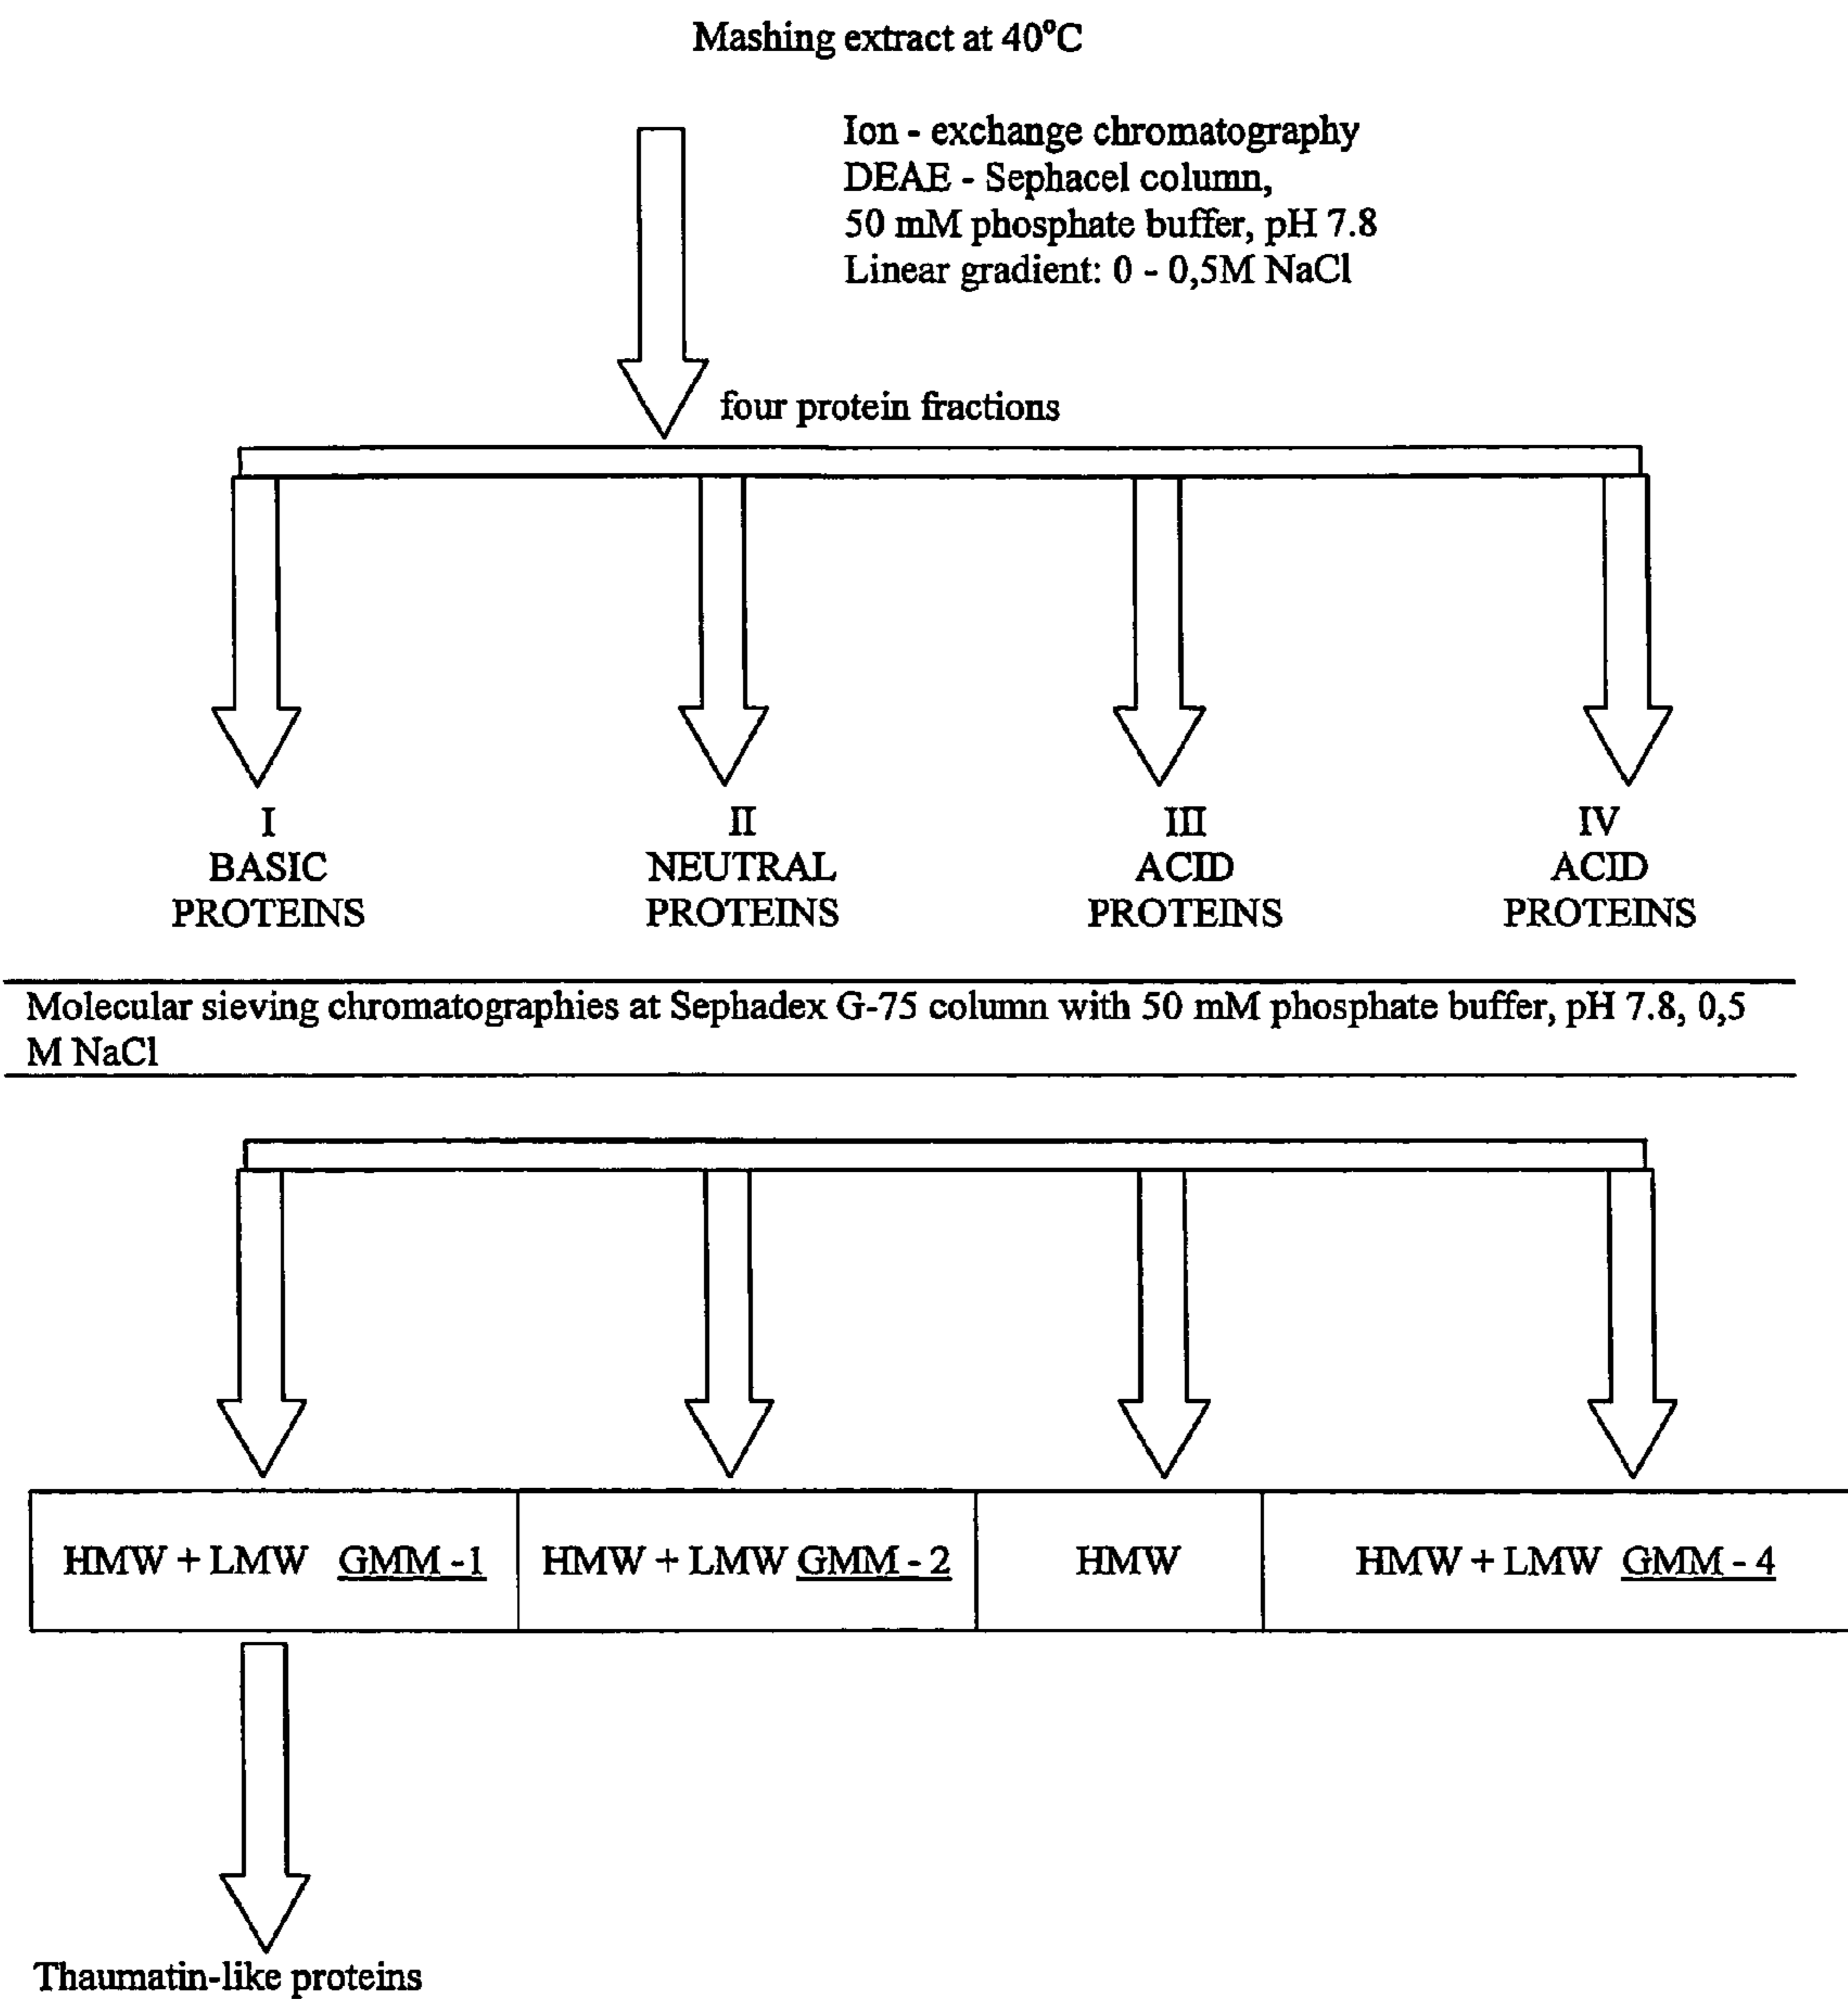 Mashing extract at 40°C
Ion - exchange chromatography
DEAE - Sephacel column,
50 mM phosphate buffer, pH 7.8
Linear gradient: 0 - 0,5M NaCl
four protein fractions
I
BASIC
PROTEINS
II
NEUTRAL
PROTEINS
III
ACID
PROTEINS
IV
ACID
PROTEINS
Molecular sieving chromatographies at Sephadex G-75 column with 50 mM phosphate buffer, pH 7.8, 0,5
M NaCl
HMW + LMW GMM -1
HMW + LMW GMM - 2
HMW
HMW + LMW GMM - 4
Thaumatin-like proteins